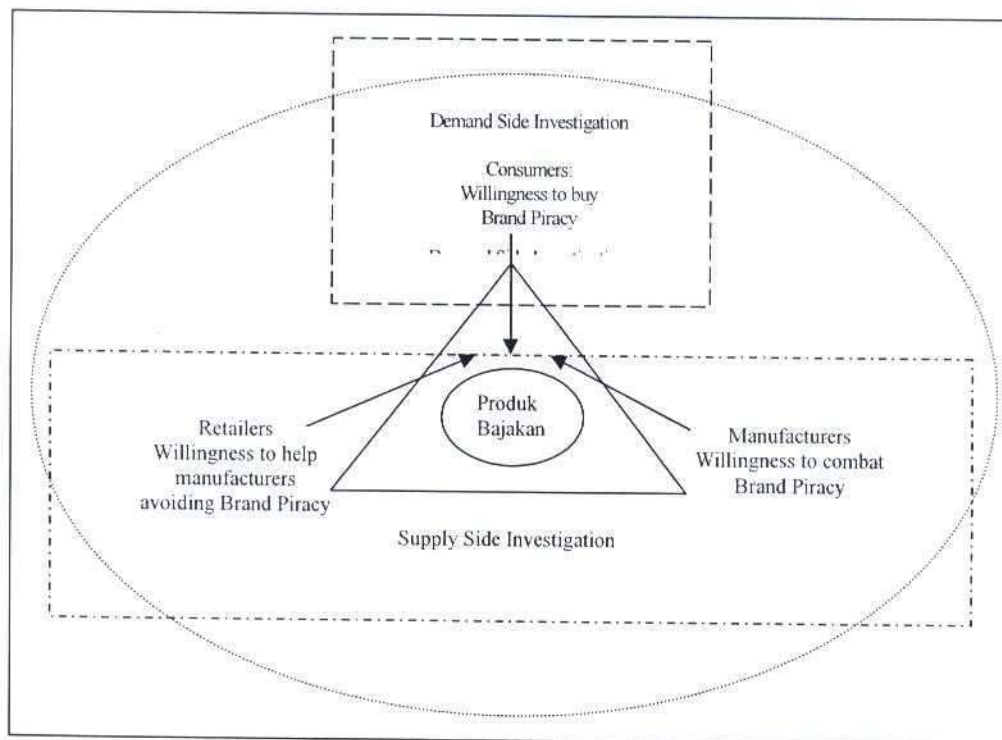 Demand Side Investigation
Consumers:
Willingness to buy
Brand Piracy
Produk
Bajakan
Retailers
Willingness to help
manufacturers
avoiding Brand Piracy
Manufacturers
Willingness to combat
Brand Piracy
Supply Side Investigation